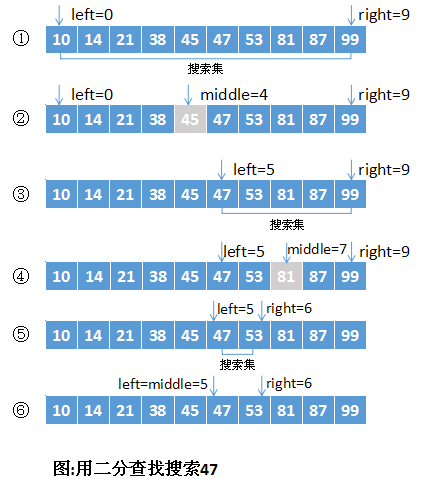 left=0 right=9
① 10 14 21 38 45 47 53 81 87 99
搜索集
left=0 middle=4 right=9
② 10 14 21 38 45 47 53 81 87 99
left=5 right=9
③ 10 14 21 38 45 47 53 81 87 99
搜索集
left=5 middle=7 right=9
④ 10 14 21 38 45 47 53 81 87 99
left=5 right=6
⑤ 10 14 21 38 45 47 53 81 87 99
搜索集
left=middle=5 right=6
⑥ 10 14 21 38 45 47 53 81 87 99
图:用二分查找搜索47